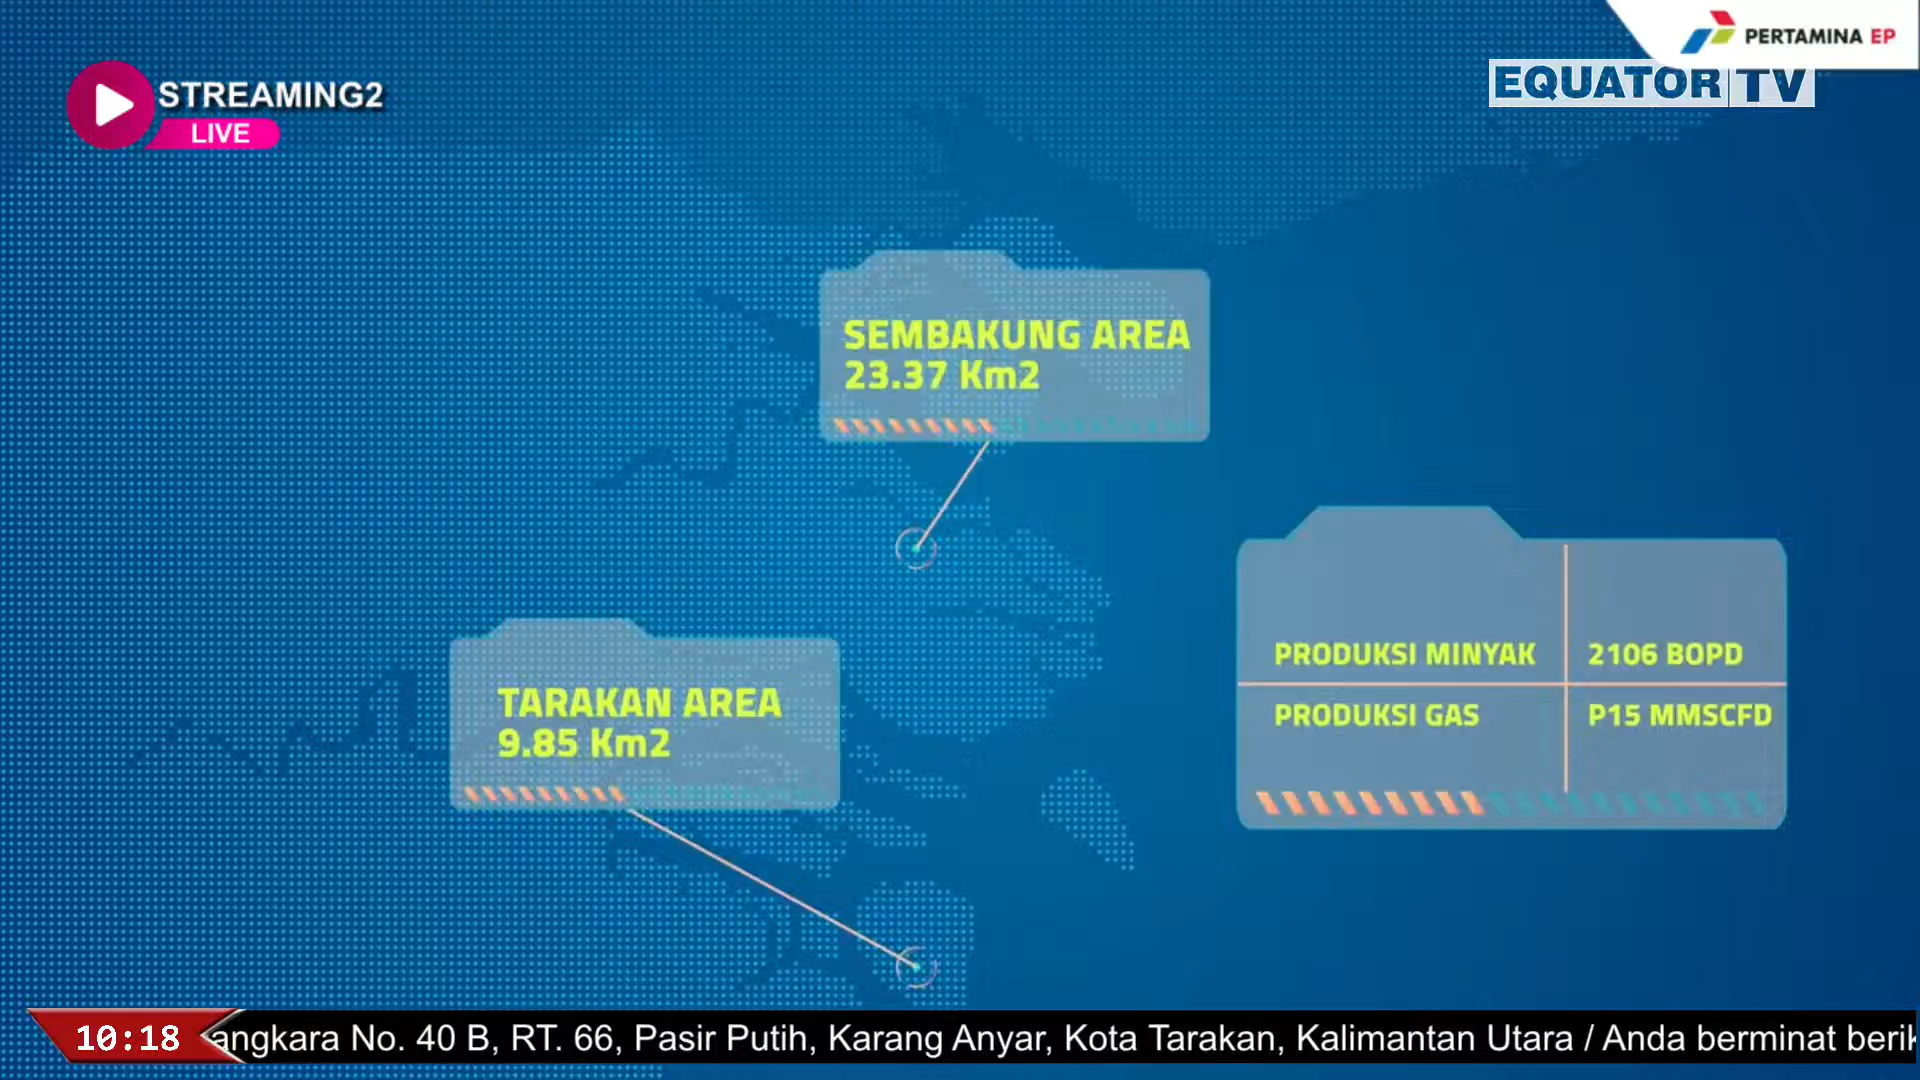 PERTAMINA EP
STREAMING2
LIVE
EQUATOR TV
SEMBAKUNG AREA
23.37 Km2
TARAKAN AREA
9.85 Km2
PRODUKSI MINYAK 2106 BOPD
PRODUKSI GAS P15 MMSCFD
10:18
angkara No. 40 B, RT. 66, Pasir Putih, Karang Anyar, Kota Tarakan, Kalimantan Utara / Anda berminat berik